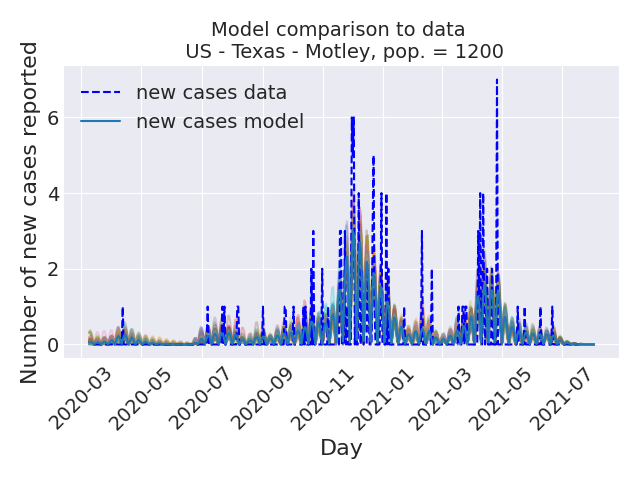 Model comparison to data
US - Texas - Motley, pop. = 1200
Number of new cases reported
new cases data
new cases model
6
4
2
0
2020-03
2020-05
2020-07
2020-09
2020-11
2021-01
2021-03
2021-05
2021-07
Day